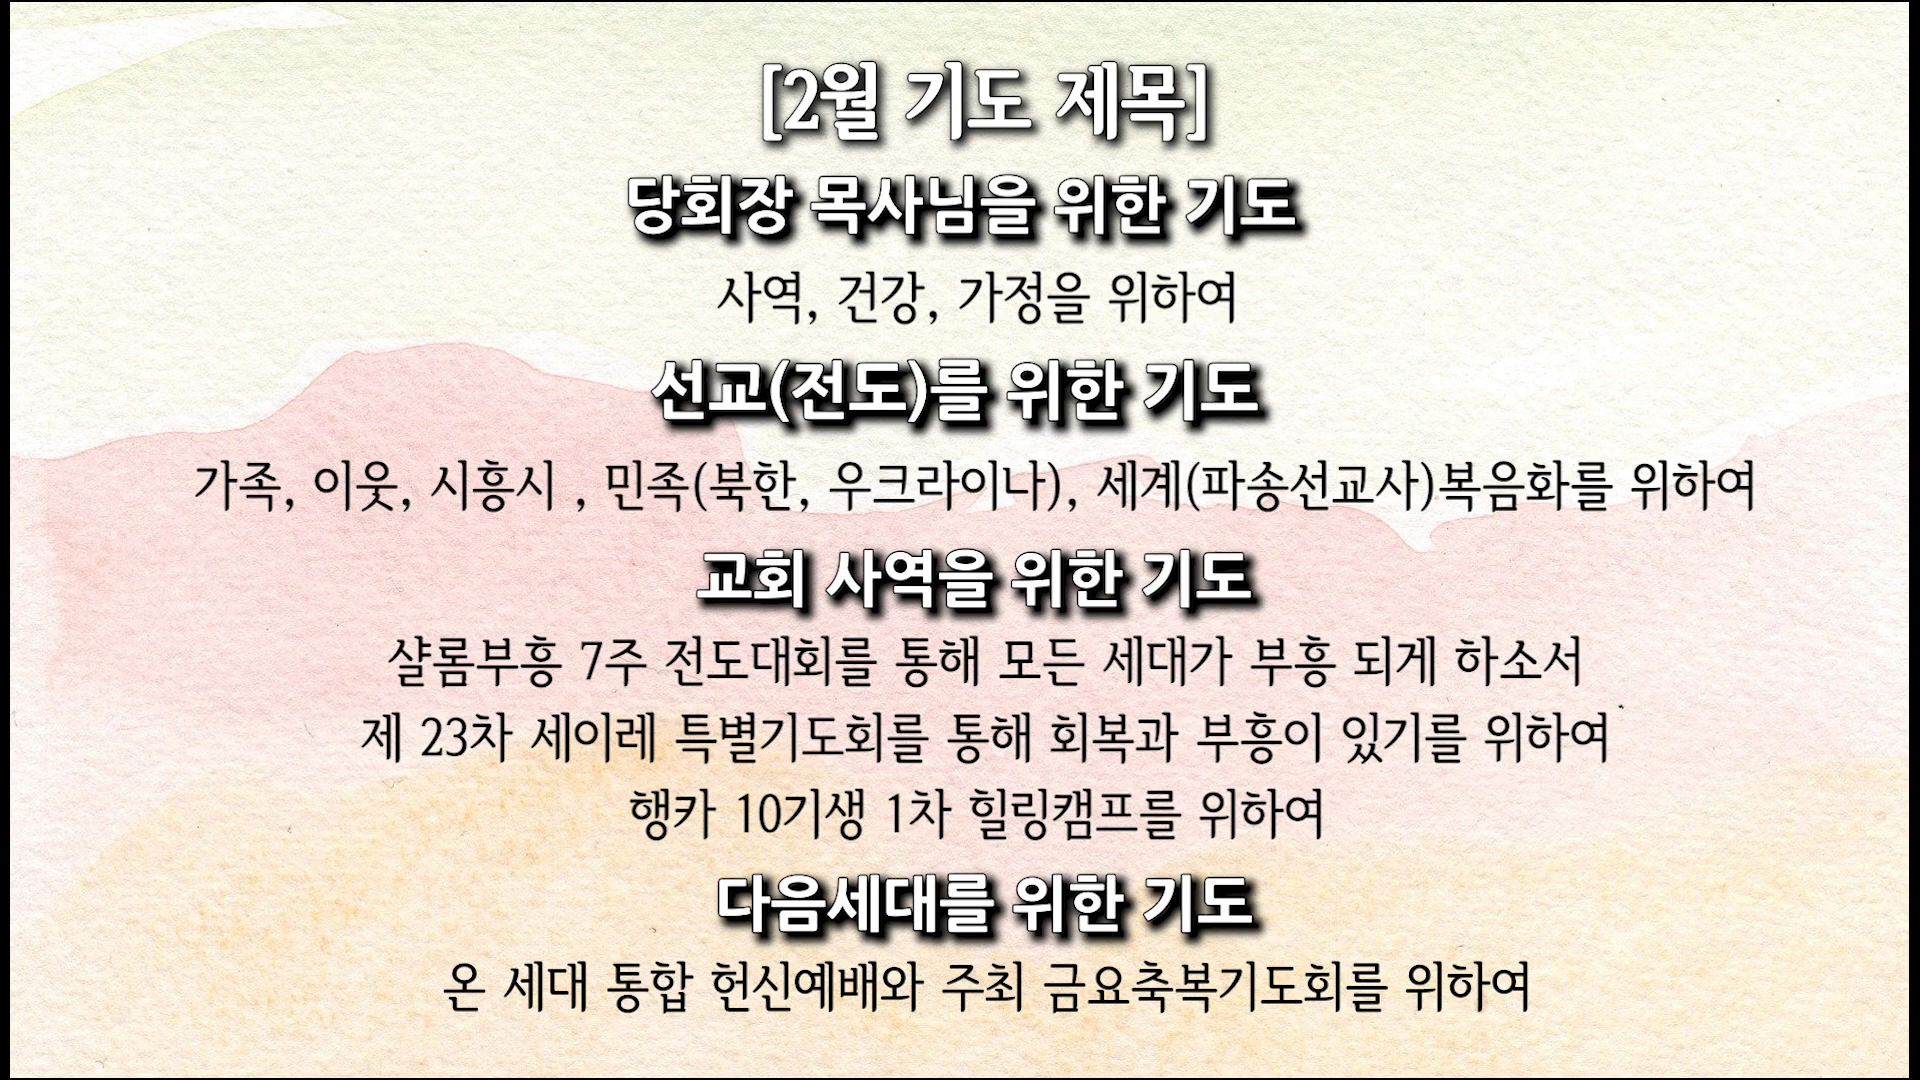 [2월 기도 제목]
당회장 목사님을 위한 기도
사역, 건강, 가정을 위하여
선교(전도)를 위한 기도
가족, 이웃, 시흥시 , 민족(북한, 우크라이나), 세계(파송선교사)복음화를 위하여
교회 사역을 위한 기도
샬롬부흥 7주 전도대회를 통해 모든 세대가 부흥 되게 하소서
제 23차 세이레 특별기도회를 통해 회복과 부흥이 있기를 위하여
행카 10기생 1차 힐링캠프를 위하여
다음세대를 위한 기도
온 세대 통합 헌신예배와 주최 금요축복기도회를 위하여